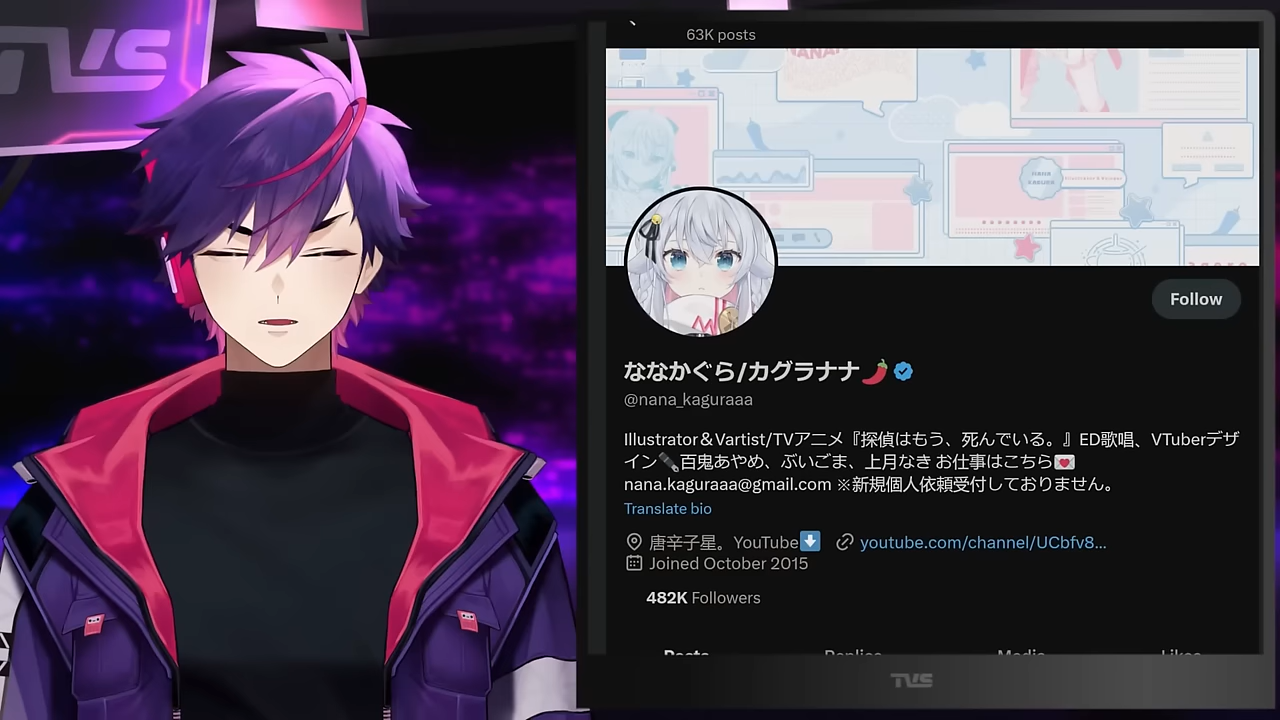 TVS
63K posts
Follow
ななかぐら/カグラナナ🌶️
@nana_kaguraaa
Illustrator＆Vartist/TVアニメ『探偵はもう、死んでいる。』ED歌唱、VTuberデザ
イン✒️百鬼あやめ、ぶいごま、上月なき お仕事はこちら💌
nana.kaguraaa@gmail.com ※新規個人依頼受付しておりません。
Translate bio
唐辛子星。YouTube⬇️ youtube.com/channel/UCbfv8...
Joined October 2015
482K Followers
Posts Replies Media Likes
TVS